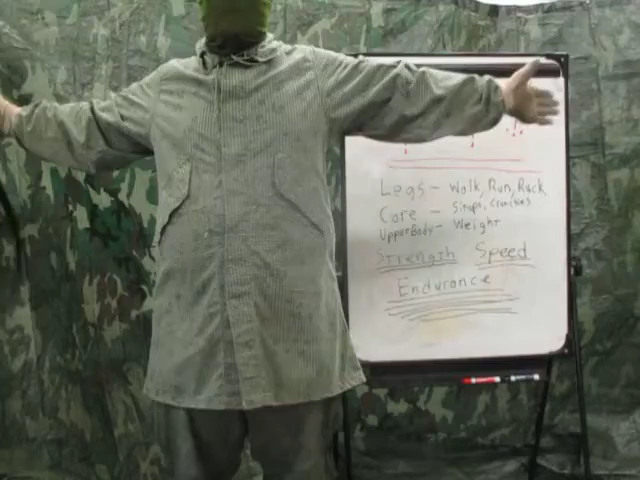 Legs - Walk, Run, Ruck
Core - Situps, Crunches
UpperBody - Weight
Strength Speed
Endurance